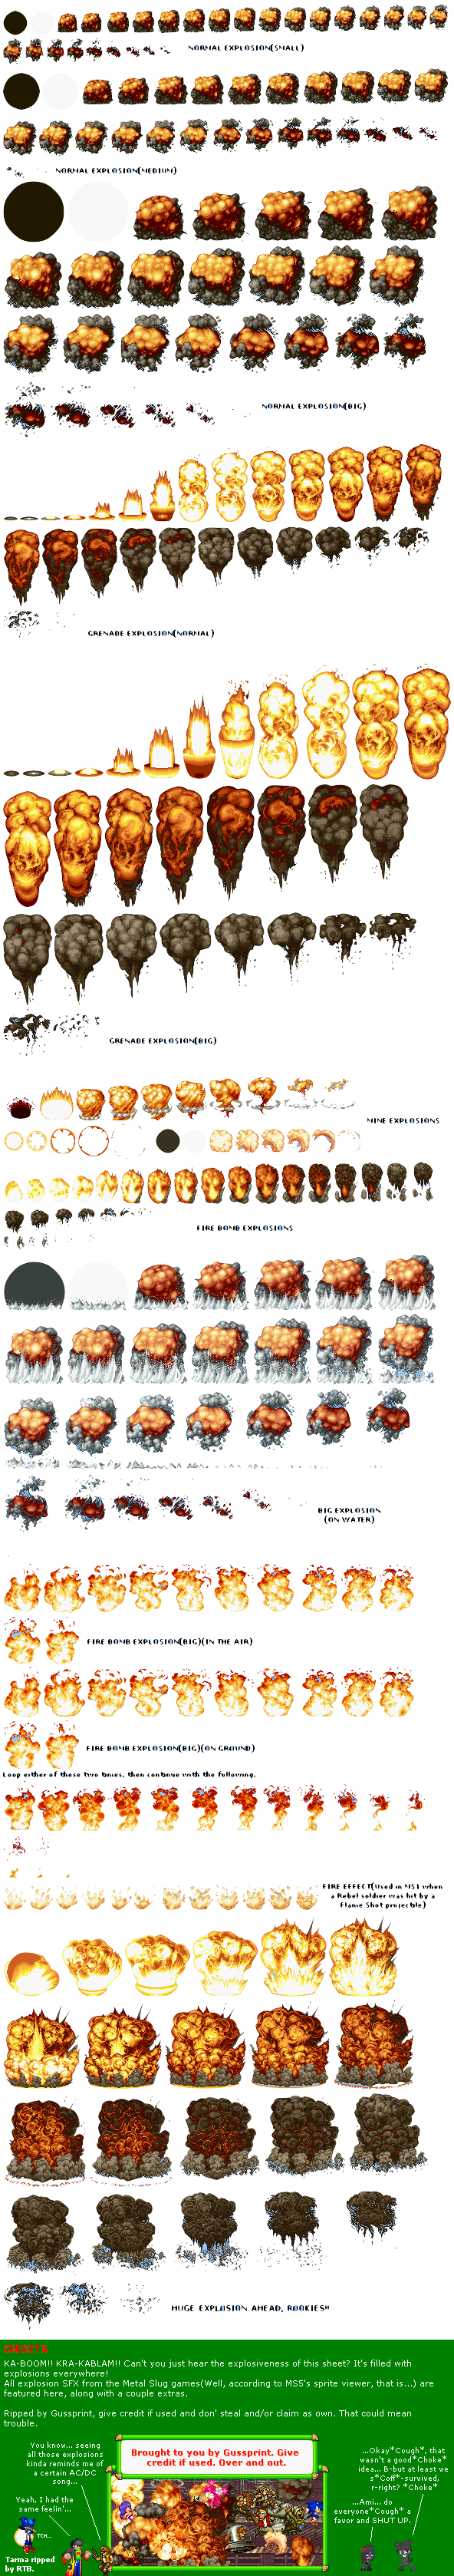 NORMAL EXPLOSION(SMALL)
NORMAL EXPLOSION(MEDIUM)
NORMAL EXPLOSION(BIG)
GRENADE EXPLOSION(NORMAL)
GRENADE EXPLOSION(BIG)
MINE EXPLOSIONS
FIRE BOMB EXPLOSIONS
BIG EXPLOSION
(ON WATER)
FIRE BOMB EXPLOSION(BIG)(IN THE AIR)
FIRE BOMB EXPLOSION(BIG)(ON GROUND)
Loop either of these two times, then continue with the following.
FIRE EFFECT(Used in MS1 when
a Rebel soldier was hit by a
Flame Shot projectile)
HUGE EXPLOSION AHEAD, ROOKIES!!
CREDITS
KA-BOOM!! KRA-KABLAM!! Can't you just hear the explosiveness of this sheet? It's filled with
explosions everywhere!
All explosion SFX from the Metal Slug games(Well, according to MS5's sprite viewer, that is...) are
featured here, along with a couple extras.
Ripped by Gussprint, give credit if used and don' steal and/or claim as own. That could mean
trouble.
You know... seeing
all those explosions
kinda reminds me of
a certain AC/DC
song...
Yeah, I had the
same feelin'...
TCH...
Tarma ripped
by RTB.
Brought to you by Gussprint. Give
credit if used. Over and out.
...Okay*Cough*, that
wasn't a good*Choke*
idea... B-but at least we
s*Coff*-survived,
r-right? *Choke*
...Ami... do
everyone*Cough* a
favor and SHUT UP.